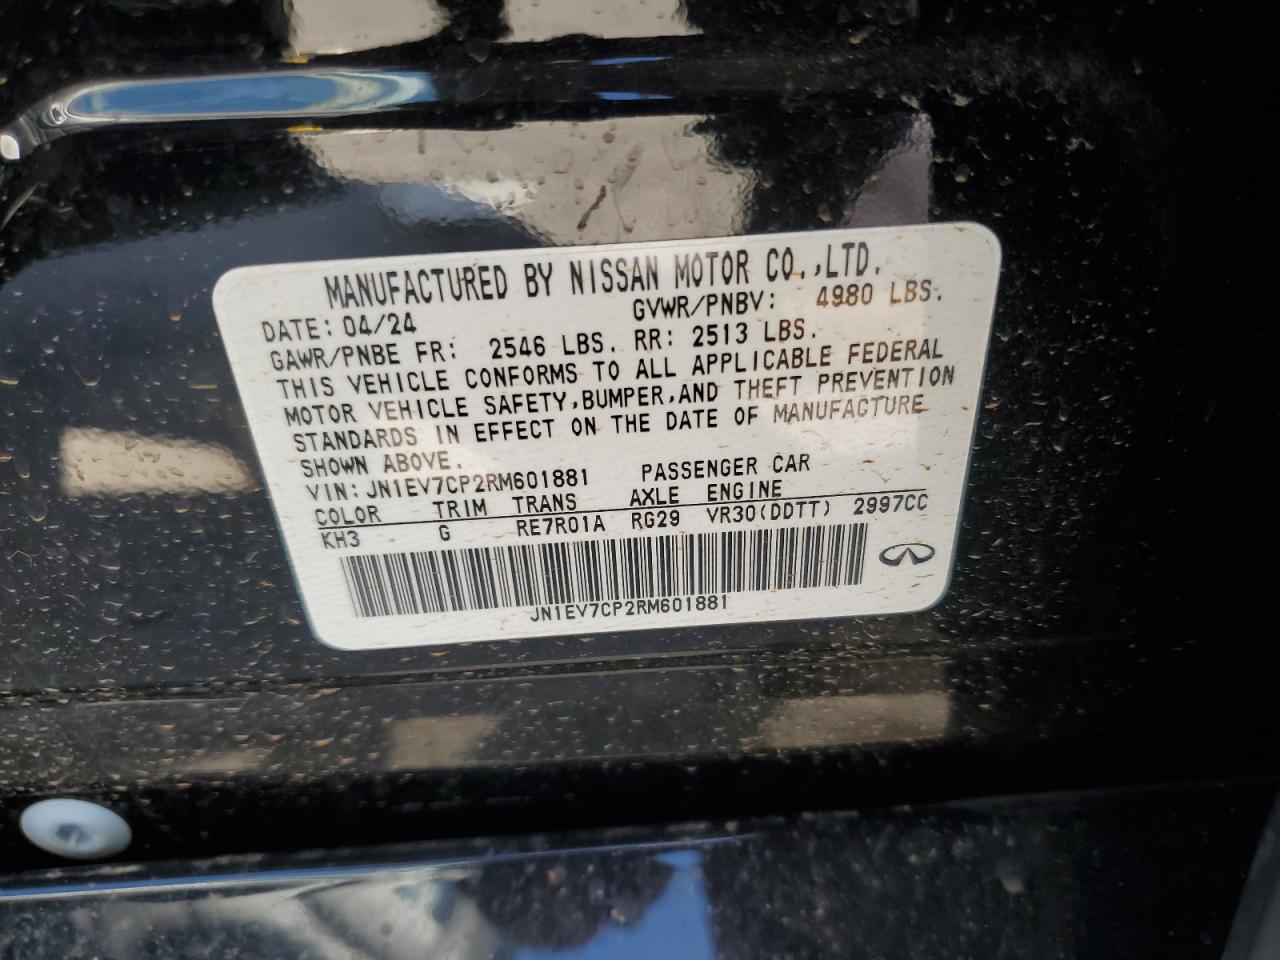 MANUFACTURED BY NISSAN MOTOR CO.,LTD.
DATE: 04/24 GVWR/PNBV: 4980 LBS.
GAWR/PNBE FR: 2546 LBS. RR: 2513 LBS.
THIS VEHICLE CONFORMS TO ALL APPLICABLE FEDERAL
MOTOR VEHICLE SAFETY,BUMPER,AND THEFT PREVENTION
STANDARDS IN EFFECT ON THE DATE OF MANUFACTURE
SHOWN ABOVE.
VIN: JN1EV7CP2RM601881 PASSENGER CAR
COLOR TRIM TRANS AXLE ENGINE
KH3 G RE7R01A RG29 VR30(DDTT) 2997CC
JN1EV7CP2RM601881